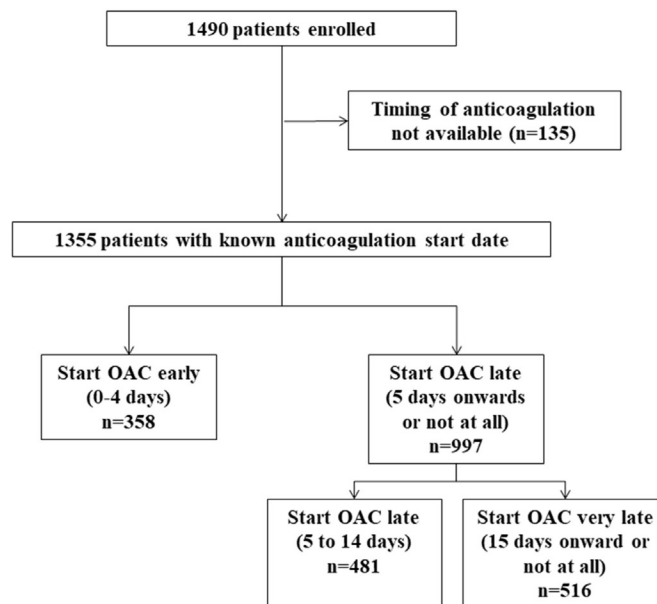 1490 patients enrolled
Timing of anticoagulation
not available (n=135)
1355 patients with known anticoagulation start date
Start OAC early
(0-4 days)
n=358
Start OAC late
(5 days onwards
or not at all)
n=997
Start OAC late
(5 to 14 days)
n=481
Start OAC very late
(15 days onward or
not at all)
n=516